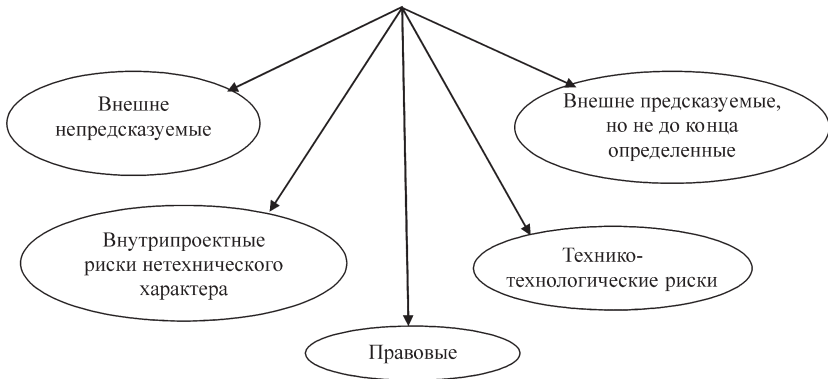 Внешне
непредсказуемые
Внешне предсказуемые,
но не до конца
определенные
Внутрипроектные
риски нетехнического
характера
Технико-
технологические риски
Правовые